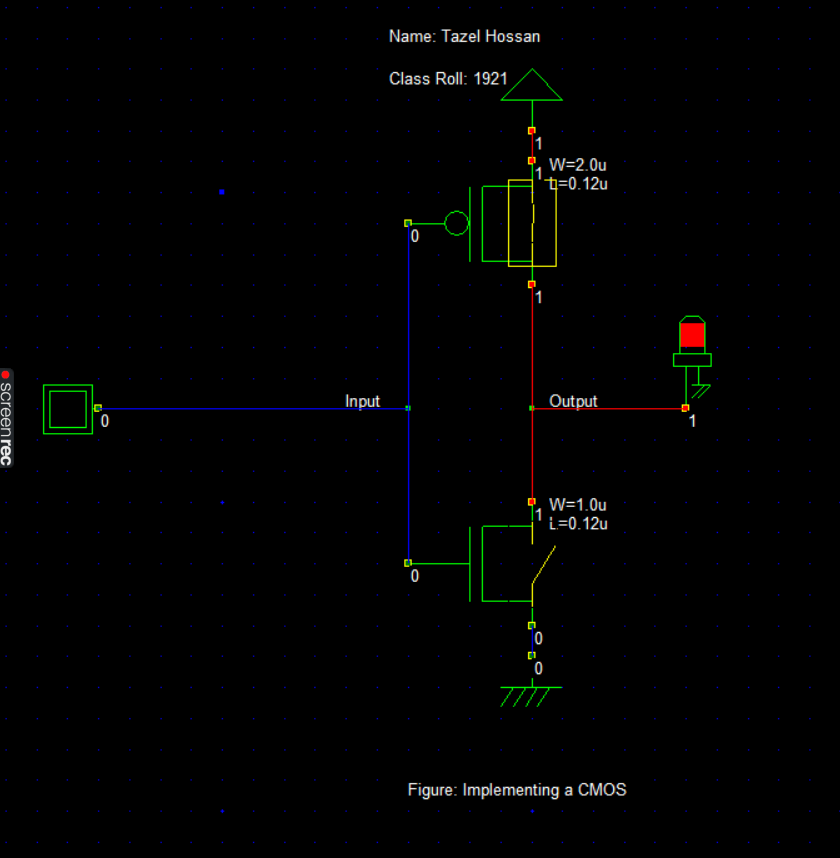 Name: Tazel Hossan
Class Roll: 1921
1
1
W=2.0u
L=0.12u
0
1
screenrec
Input
Output
0
1
1
W=1.0u
L=0.12u
0
0
0
Figure: Implementing a CMOS